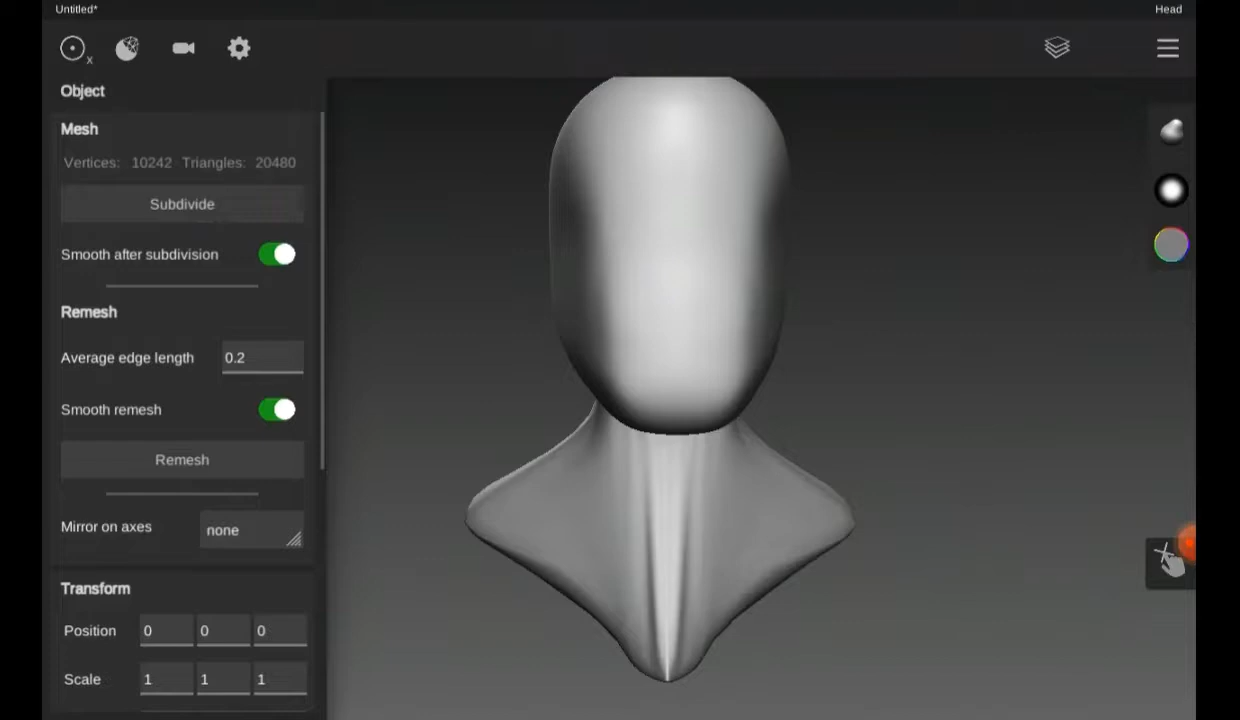 Untitled*
Head
x
Object
Mesh
Vertices: 10242 Triangles: 20480
Subdivide
Smooth after subdivision
Remesh
Average edge length 0.2
Smooth remesh
Remesh
Mirror on axes none
Transform
Position 0 0 0
Scale 1 1 1